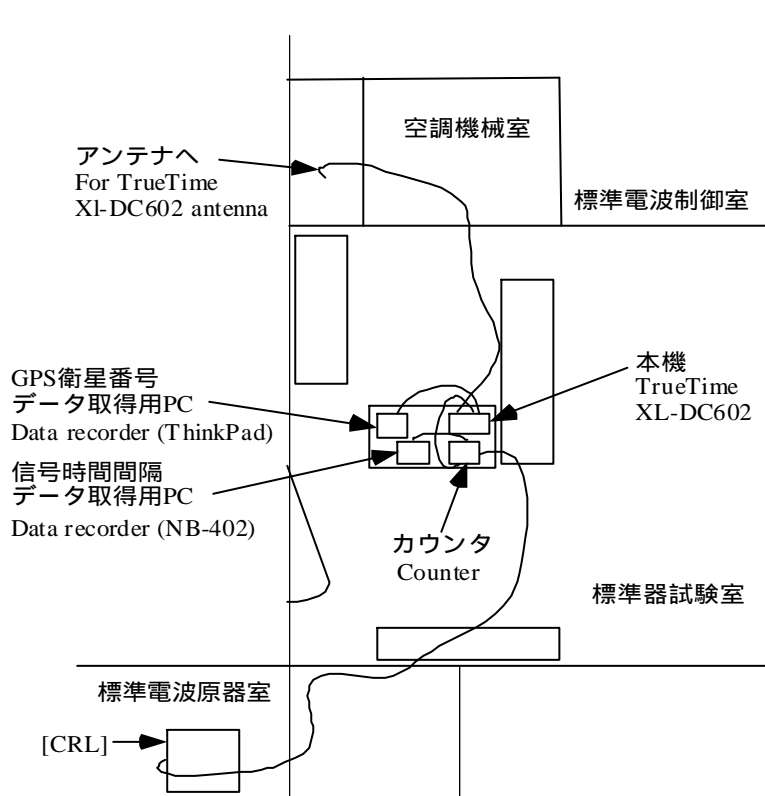 空調機械室
アンテナへ
For TrueTime
Xl-DC602 antenna
標準電波制御室
GPS衛星番号
データ取得用PC
Data recorder (ThinkPad)
本機
TrueTime
XL-DC602
信号時間間隔
データ取得用PC
Data recorder (NB-402)
カウンタ
Counter
標準器試験室
標準電波原器室
[CRL]